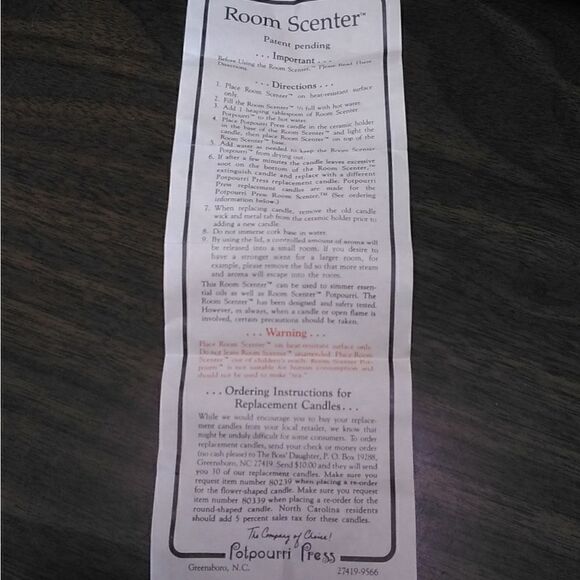 Room Scenter™
Patent pending
. . . Important . . .
Before Using the Room Scenter,™ Please Read These
Directions.
. . . Directions . . .
1. Place Room Scenter™ on heat-resistant surface
only.
2. Fill the Room Scenter™ full with hot water.
3. Add 1 heaping tablespoon of Room Scenter
Potpourri™ to the hot water.
4. Place Potpourri Press candle in the ceramic holder
in the base of the Room Scenter™ and light the
candle, then place Room Scenter™ on top of the
Room Scenter™ base.
5. Add water as needed to keep the Room Scenter
Potpourri™ from drying out.
6. If after a few minutes the candle leaves excessive
soot on the bottom of the Room Scenter,™
extinguish candle and replace with a different
Potpourri Press replacement candle. Potpourri
Press replacement candles are made for the
Potpourri Press Room Scenter.™ (See ordering
information below.)
7. When replacing candle, remove the old candle
wick and metal tab from the ceramic holder prior to
adding a new candle.
8. Do not immerse cork base in water.
9. By using the lid, a controlled amount of aroma will
be released into a small room. If you desire to
have a stronger scent for a larger room, for
example, please remove the lid so that more steam
and aroma will escape into the room.
This Room Scenter™ can be used to simmer essen-
tial oils as well as Room Scenter™ Potpourri. The
Room Scenter™ has been designed and safety tested.
However, as always, when a candle or open flame is
involved, certain precautions should be taken.
. . . Warning . . .
Place Room Scenter™ on heat-resistant surface only.
Do not leave Room Scenter™ unattended. Place Room
Scenter™ out of children's reach. Room Scenter Pot-
pourri™ is not suitable for human consumption and
should not be used to make "tea."
. . . Ordering Instructions for
Replacement Candles . . .
While we would encourage you to buy your replace-
ment candles from your local retailer, we know that
might be unduly difficult for some consumers. To order
replacement candles, send your check or money order
(no cash please) to The Boss' Daughter, P. O. Box 19288,
Greensboro, NC 27419. Send $10.00 and they will send
you 10 of our replacement candles. Make sure you
request item number 80239 when placing a re-order
for the flower-shaped candle. Make sure you request
item number 80339 when placing a re-order for the
round-shaped candle. North Carolina residents
should add 5 percent sales tax for these candles.
The Company of Choice!
Potpourri Press
Greensboro, N.C. 27419-9566